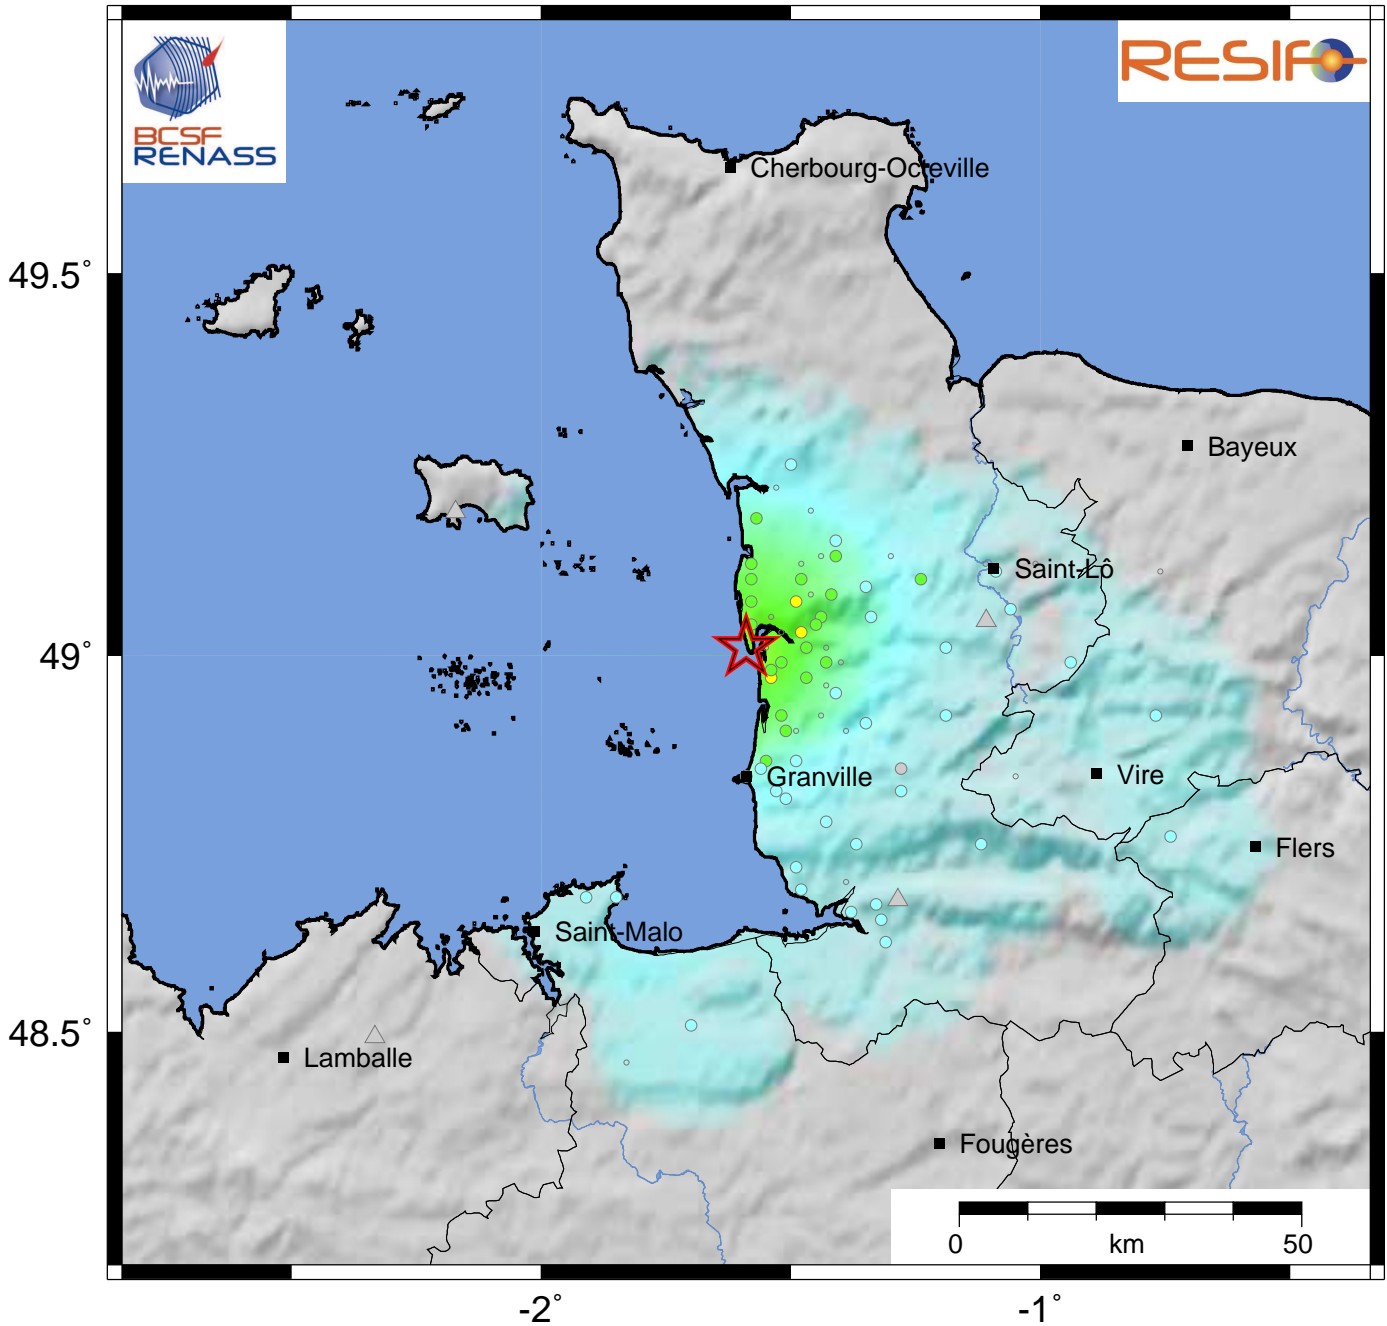 BCSF
RENASS
RESIF
Cherbourg-Octeville
49.5°
Bayeux
Saint-Lô
49°
Granville
Vire
Flers
Saint-Malo
48.5°
Lamballe
Fougères
0 km 50
-2° -1°